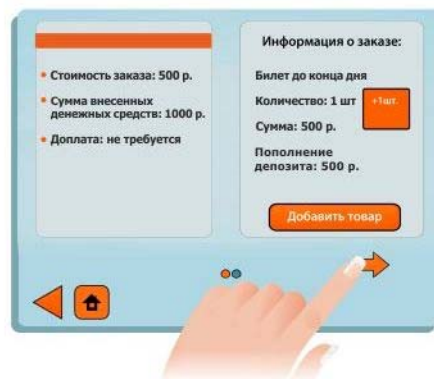 • Стоимость заказа: 500 р.
• Сумма внесенных
денежных средств: 1000 р.
• Доплата: не требуется
Информация о заказе:
Билет до конца дня
Количество: 1 шт
+1шт.
Сумма: 500 р.
Пополнение
депозита: 500 р.
Добавить товар